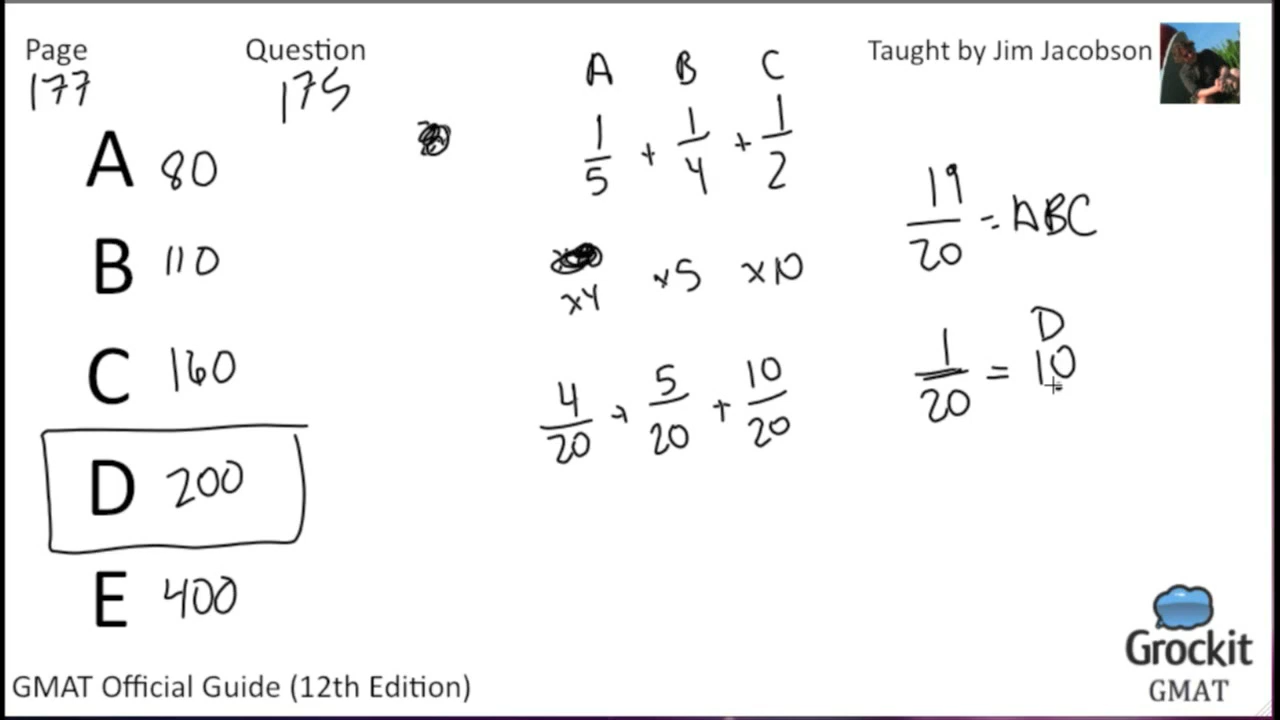 Page Question Taught by Jim Jacobson
177 175
A 80
B 110
C 160
D 200
E 400
A B C
1/5 + 1/4 + 1/2
x4 x5 x10
4/20 + 5/20 + 10/20
19/20 = ABC
D
1/20 = 10
GMAT Official Guide (12th Edition)
Grockit
GMAT